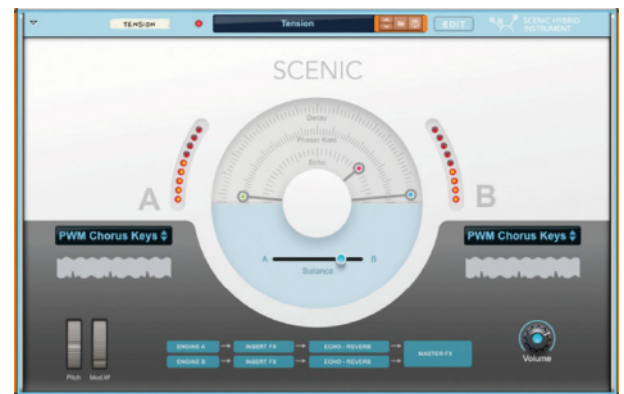 TENSION
Tension
EDIT
SCENIC HYBRID
INSTRUMENT
SCENIC
Delay
Phaser Rate
Echo
A
B
PWM Chorus Keys
PWM Chorus Keys
A
B
Balance
ENGINE A
INSERT FX
ECHO - REVERB
MASTER FX
ENGINE B
INSERT FX
ECHO - REVERB
Pitch
Mod.W
Volume